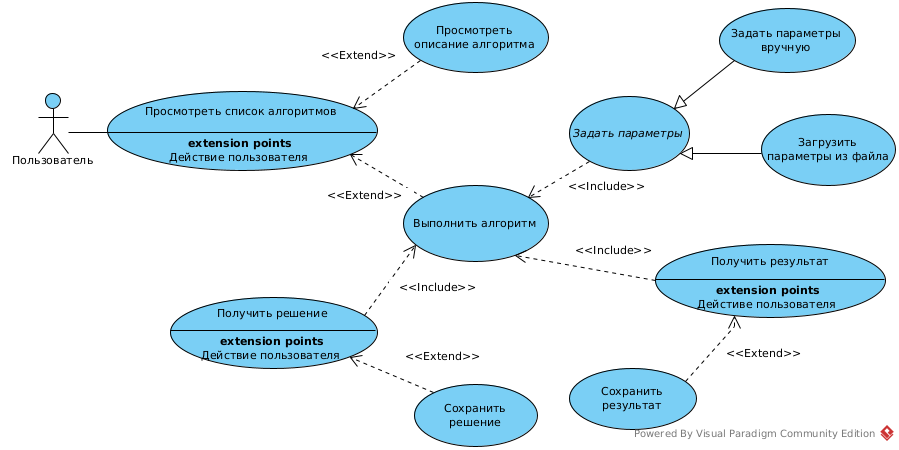 Просмотреть
описание алгоритма
Задать параметры
вручную
<<Extend>>
Просмотреть список алгоритмов
extension points
Действие пользователя
Пользователь
Задать параметры
Загрузить
параметры из файла
<<Include>>
<<Extend>>
Выполнить алгоритм
<<Include>>
Получить результат
extension points
Действие пользователя
<<Include>>
Получить решение
extension points
Действие пользователя
<<Extend>>
<<Extend>>
Сохранить
решение
Сохранить
результат
Powered By Visual Paradigm Community Edition